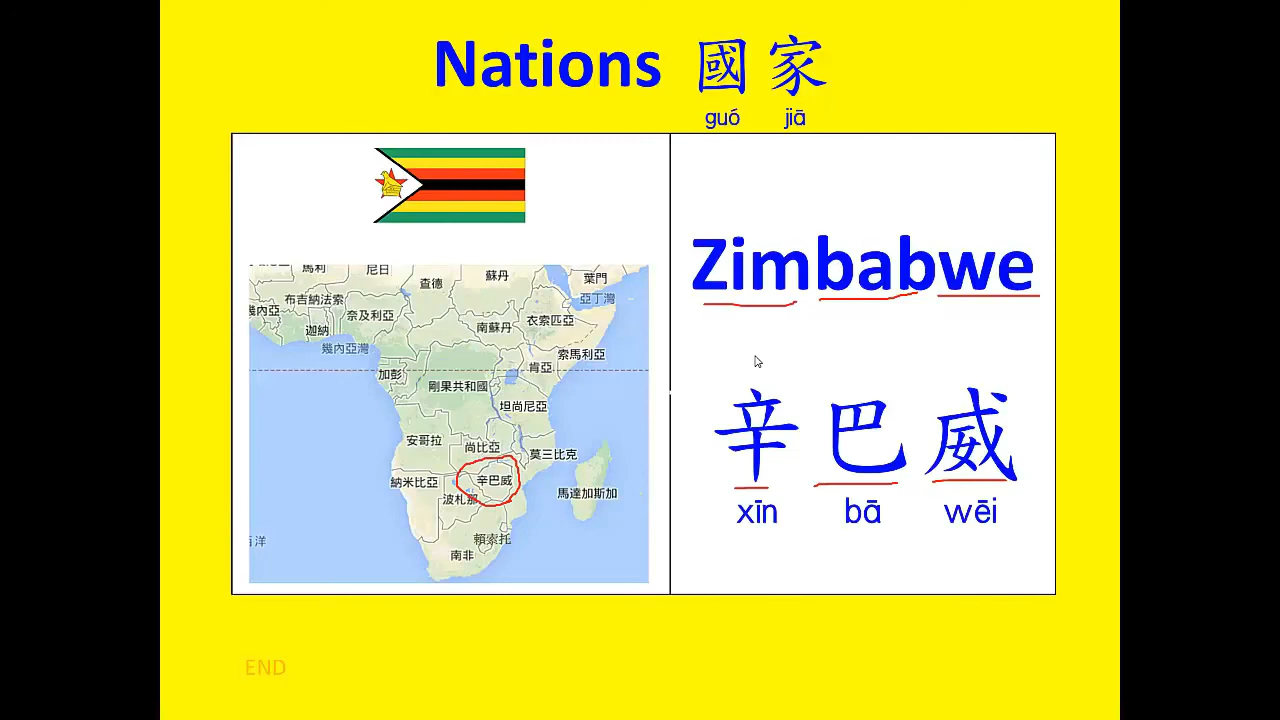 Nations 國家
guó jiā
馬利
尼日
查德
蘇丹
葉門
亞丁灣
布吉納法索
幾內亞
奈及利亞
迦納
幾內亞灣
南蘇丹
衣索匹亞
索馬利亞
加彭
剛果共和國
肯亞
坦尚尼亞
安哥拉
尚比亞
莫三比克
納米比亞
辛巴威
波札那
馬達加斯加
賴索托
南非
洋
Zimbabwe
辛巴威
xīn bā wēi
END